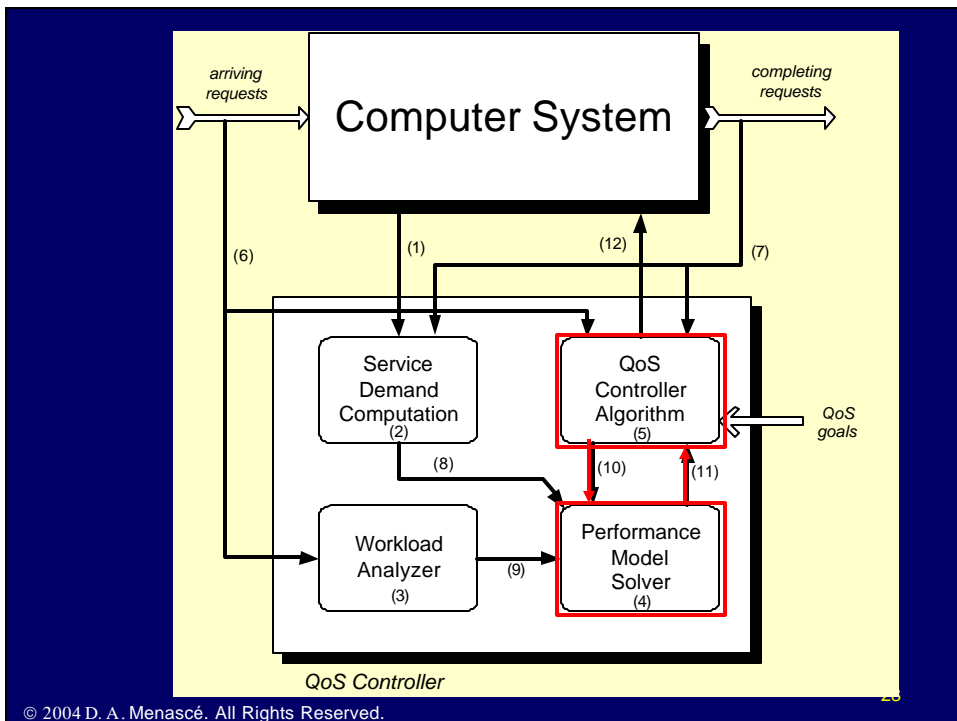 arriving
requests
Computer System
completing
requests
(6)
(1)
(12)
(7)
Service
Demand
Computation
(2)
QoS
Controller
Algorithm
(5)
QoS
goals
(8)
(10)
(11)
Workload
Analyzer
(3)
(9)
Performance
Model
Solver
(4)
QoS Controller
© 2004 D. A. Menascé. All Rights Reserved.